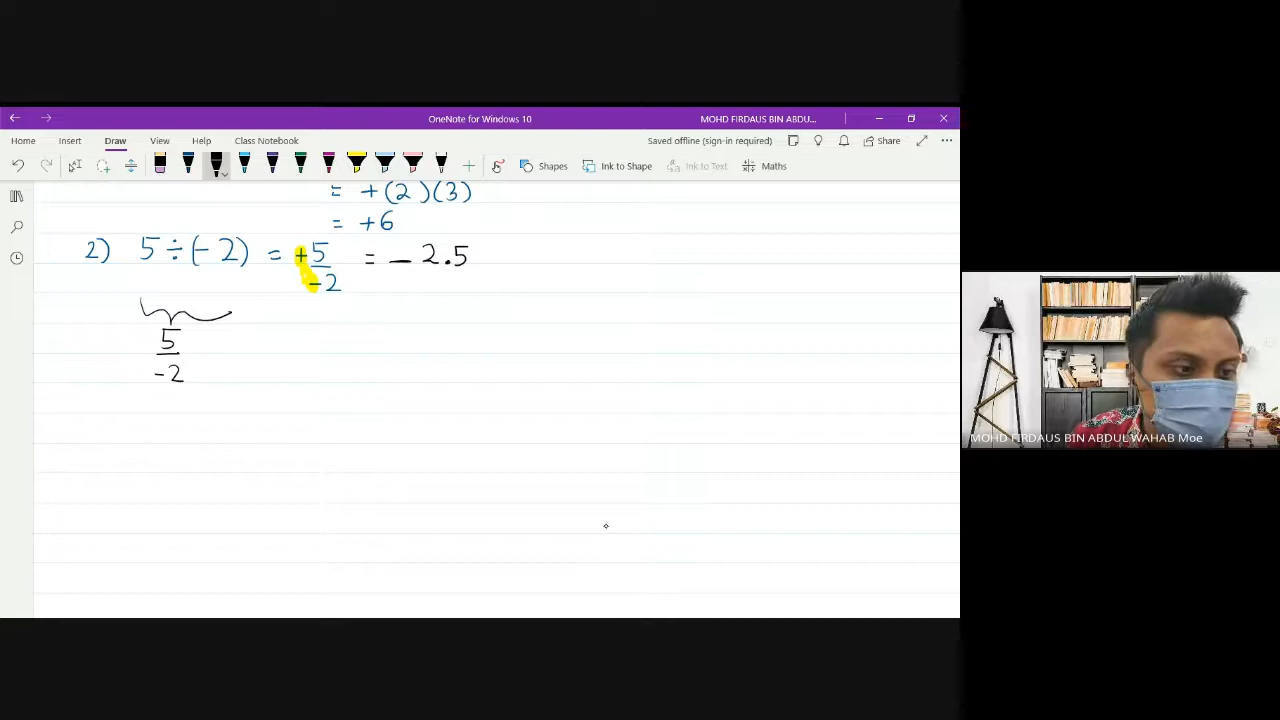 OneNote for Windows 10
MOHD FIRDAUS BIN ABDU...
Home Insert Draw View Help Class Notebook
Saved offline (sign-in required)
Share
Shapes
Ink to Shape
Ink to Text
Maths
= +(2)(3)
= +6
2) 5 ÷ (-2) = +5/-2 = - 2.5
5
-2
MOHD FIRDAUS BIN ABDUL WAHAB Moe